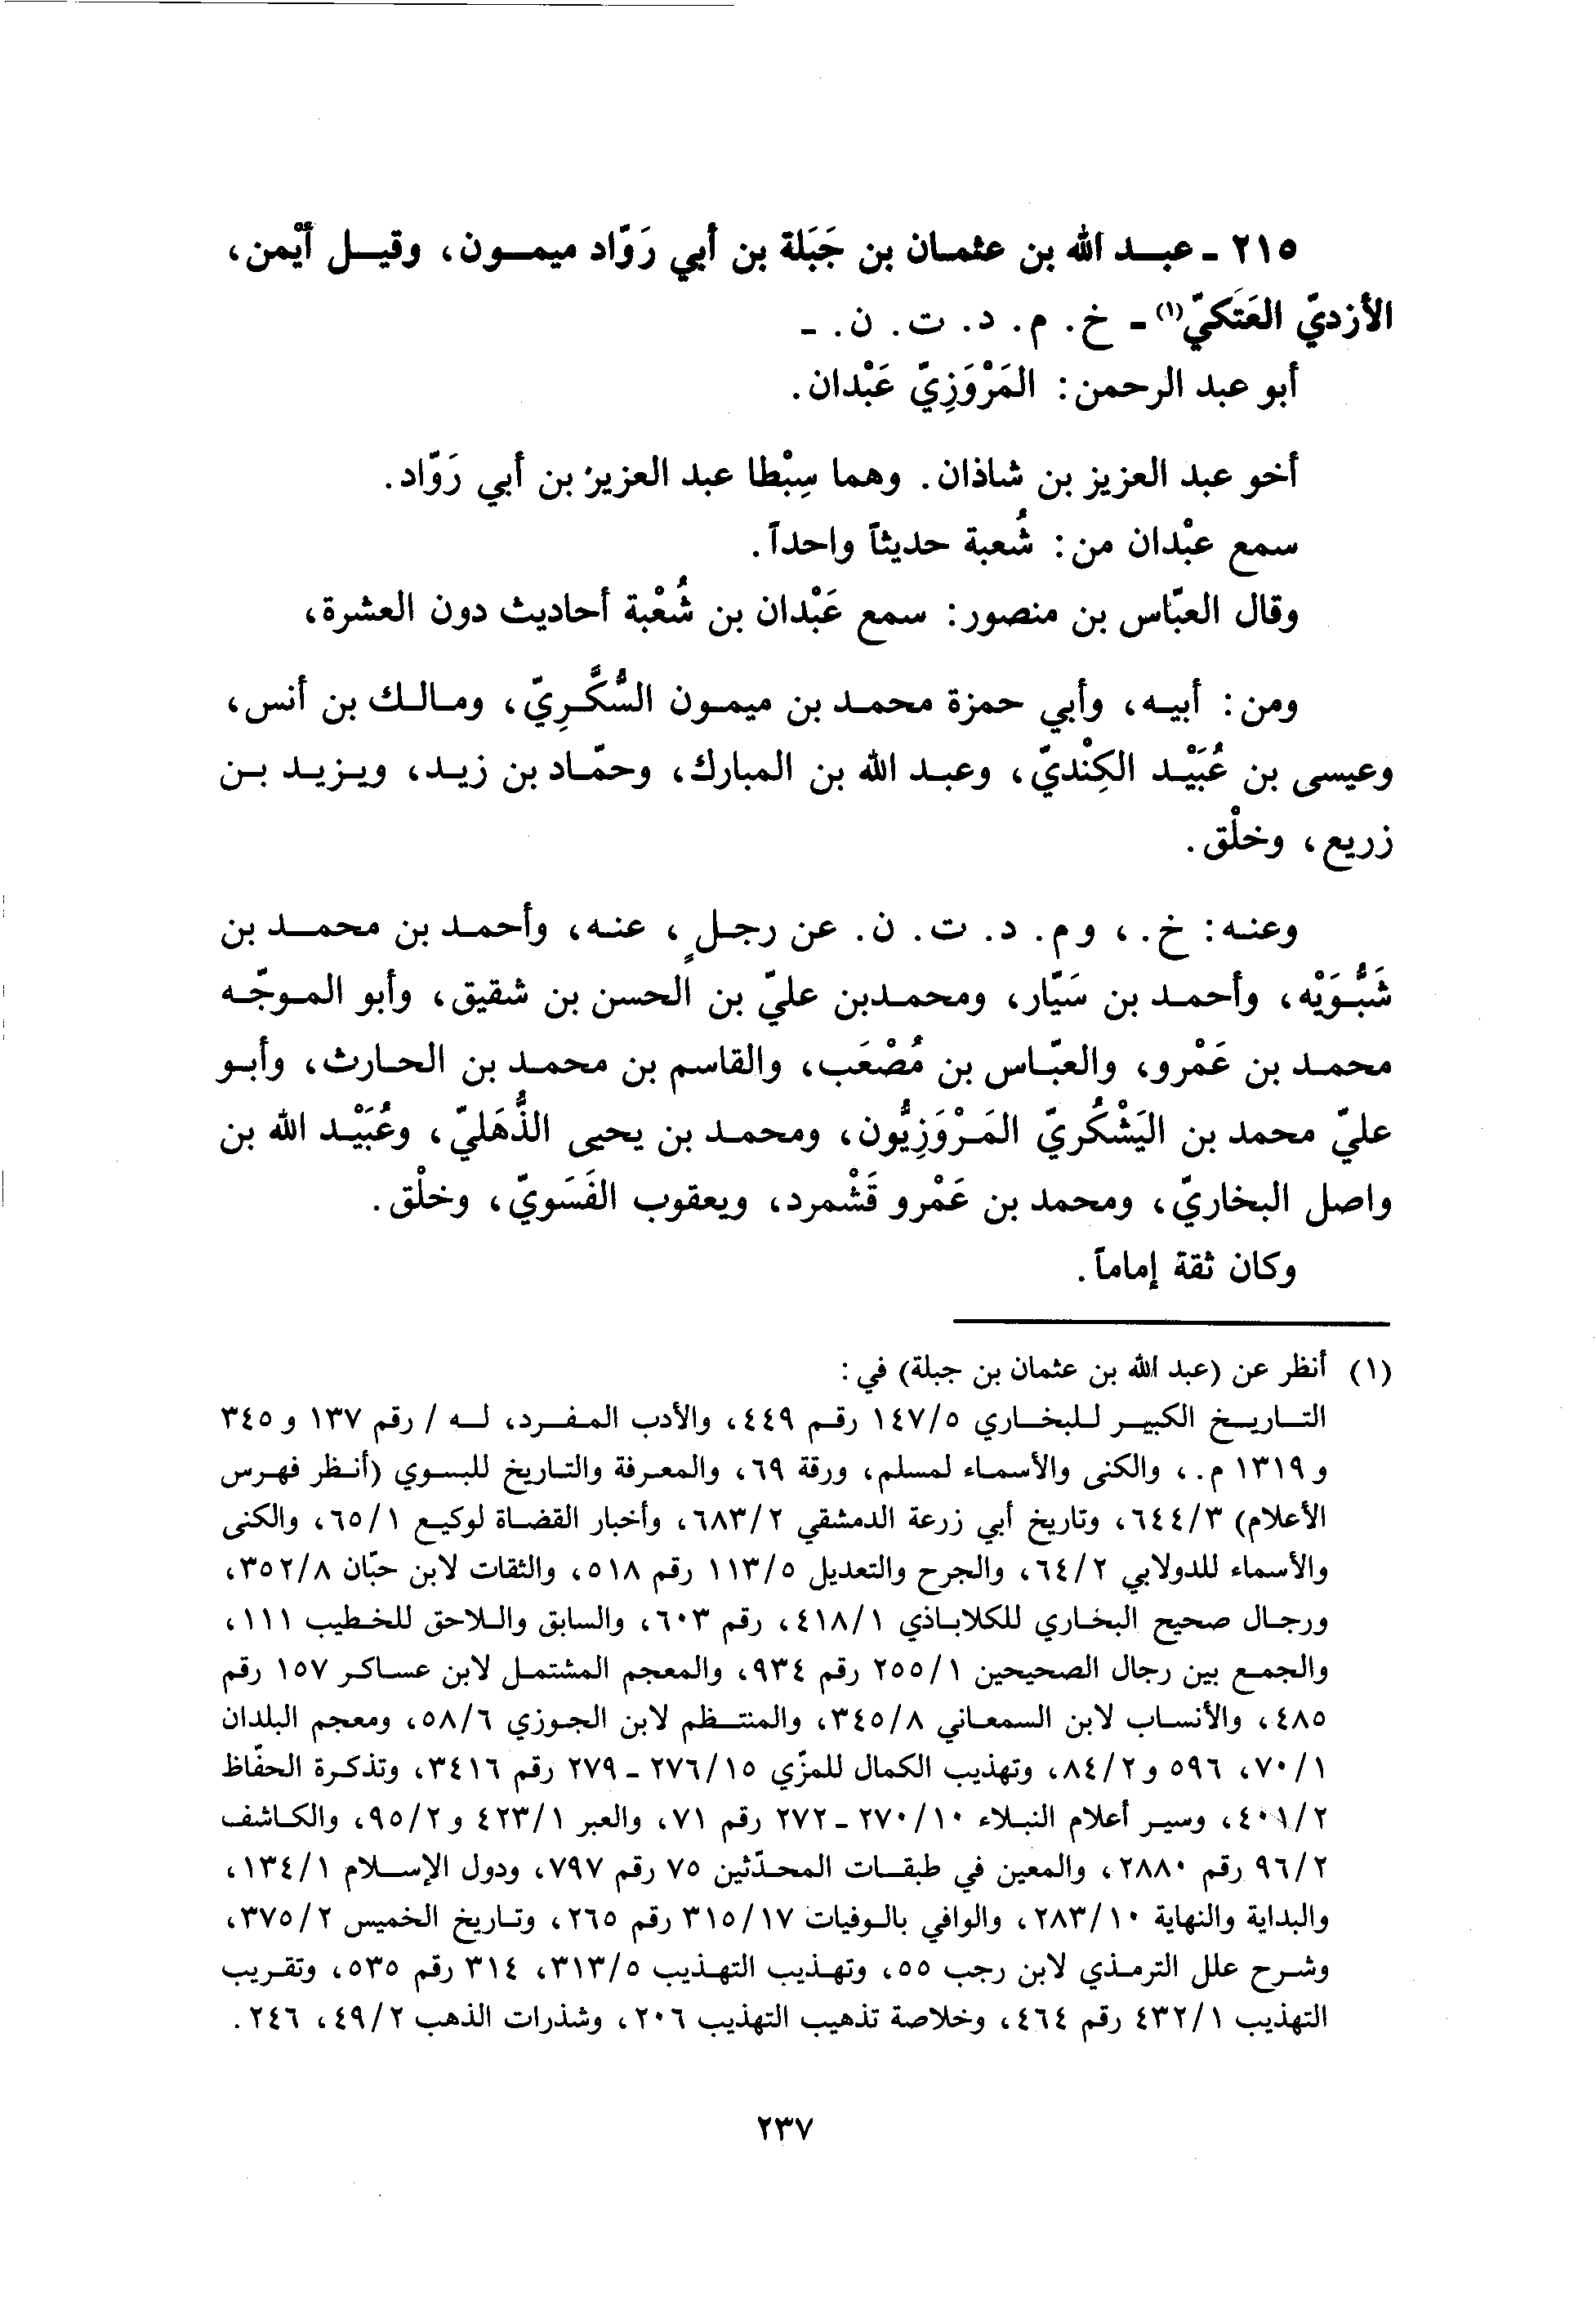 ٢١٥ - عبد الله بن عثمان بن جَبَلة بن أبي رَوّاد ميمون، وقيل أيْمن،
الأزديّ العَتَكيّ(١) - خ. م. د. ت. ن. -
أبو عبد الرحمن: المَرْوَزِيّ عَبْدان.
أخو عبد العزيز بن شاذان. وهما سِبْطا عبد العزيز بن أبي رَوّاد.
سمع عبْدان من: شُعبة حديثاً واحداً.
وقال العبّاس بن منصور: سمع عَبْدان بن شُعْبة أحاديث دون العشرة،
ومن: أبيه، وأبي حمزة محمد بن ميمون السُّكَّرِيّ، ومالك بن أنس،
وعيسى بن عُبَيْد الكِنْديّ، وعبد الله بن المبارك، وحمّاد بن زيد، ويزيد بن
زريع، وخلْق.
وعنه: خ.، وم. د. ت. ن. عن رجلٍ، عنه، وأحمد بن محمد بن
شَبُّوَيْه، وأحمد بن سَيّار، ومحمدبن عليّ بن الحسن بن شقيق، وأبو الموجّه
محمد بن عَمْرو، والعبّاس بن مُصْعَب، والقاسم بن محمد بن الحارث، وأبو
عليّ محمد بن اليَشْكُريّ المَرْوَزِيُّون، ومحمد بن يحيى الذُّهَليّ، وعُبَيْد الله بن
واصل البخاريّ، ومحمد بن عَمْرو قَشْمرد، ويعقوب الفَسَويّ، وخلْق.
وكان ثقة إماماً.
(١) أنظر عن (عبد الله بن عثمان بن جبلة) في:
التاريخ الكبير للبخاري ١٤٧/٥ رقم ٤٤٩، والأدب المفرد، له / رقم ١٣٧ و ٣٤٥
و ١٣١٩ م.، والكنى والأسماء لمسلم، ورقة ٦٩، والمعرفة والتاريخ للبسوي (أنظر فهرس
الأعلام) ٦٤٤/٣، وتاريخ أبي زرعة الدمشقي ٦٨٣/٢، وأخبار القضاة لوكيع ٦٥/١، والكنى
والأسماء للدولابي ٦٤/٢، والجرح والتعديل ١١٣/٥ رقم ٥١٨، والثقات لابن حبّان ٣٥٢/٨،
ورجال صحيح البخاري للكلاباذي ٤١٨/١، رقم ٦٠٣، والسابق واللاحق للخطيب ١١١،
والجمع بين رجال الصحيحين ٢٥٥/١ رقم ٩٣٤، والمعجم المشتمل لابن عساكر ١٥٧ رقم
٤٨٥، والأنساب لابن السمعاني ٣٤٥/٨، والمنتظم لابن الجوزي ٥٨/٦، ومعجم البلدان
٧٠/١، ٥٩٦ و ٨٤/٢، وتهذيب الكمال للمزّي ٢٧٦/١٥ - ٢٧٩ رقم ٣٤١٦، وتذكرة الحفّاظ
٤٠١/٢، وسير أعلام النبلاء ٢٧٠/١٠ - ٢٧٢ رقم ٧١، والعبر ٤٢٣/١ و ٩٥/٢، والكاشف
٩٦/٢ رقم ٢٨٨٠، والمعين في طبقات المحدّثين ٧٥ رقم ٧٩٧، ودول الإسلام ١٣٤/١،
والبداية والنهاية ٢٨٣/١٠، والوافي بالوفيات ٣١٥/١٧ رقم ٢٦٥، وتاريخ الخميس ٣٧٥/٢،
وشرح علل الترمذي لابن رجب ٥٥، وتهذيب التهذيب ٣١٣/٥، ٣١٤ رقم ٥٣٥، وتقريب
التهذيب ٤٣٢/١ رقم ٤٦٤، وخلاصة تذهيب التهذيب ٢٠٦، وشذرات الذهب ٤٩/٢، ٢٤٦.
٢٣٧